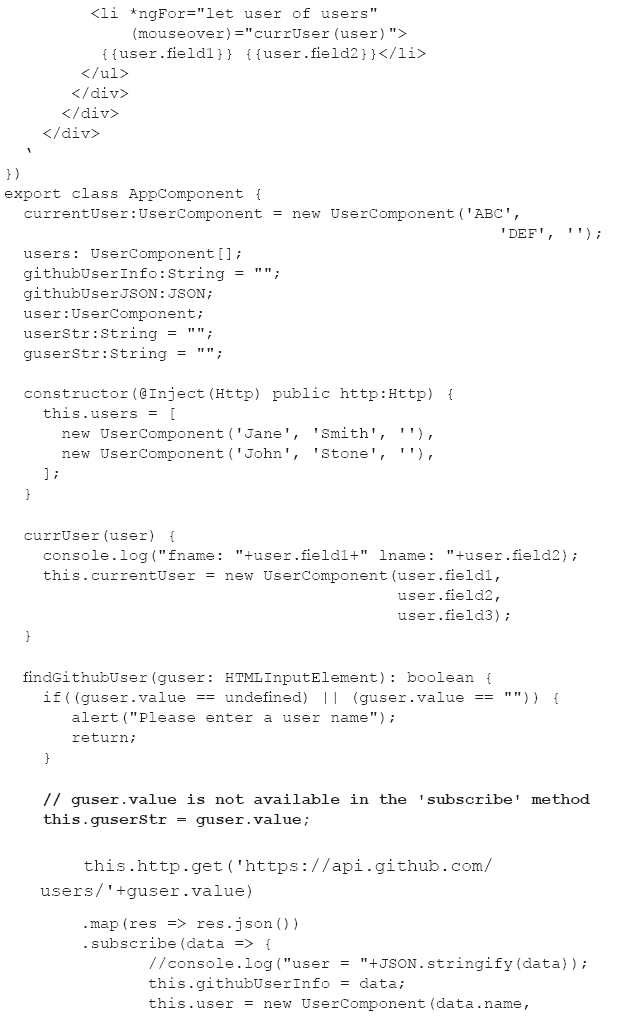 <li *ngFor="let user of users"
(mouseover)="currUser(user)">
{{user.field1}} {{user.field2}}</li>
</ul>
</div>
</div>
</div>
`
})
export class AppComponent {
currentUser:UserComponent = new UserComponent('ABC',
'DEF', '');
users: UserComponent[];
githubUserInfo:String = "";
githubUserJSON:JSON;
user:UserComponent;
userStr:String = "";
guserStr:String = "";
constructor(@Inject(Http) public http:Http) {
this.users = [
new UserComponent('Jane', 'Smith', ''),
new UserComponent('John', 'Stone', ''),
];
}
currUser(user) {
console.log("fname: "+user.field1+" lname: "+user.field2);
this.currentUser = new UserComponent(user.field1,
user.field2,
user.field3);
}
findGithubUser(guser: HTMLInputElement): boolean {
if((guser.value == undefined) || (guser.value == "")) {
alert("Please enter a user name");
return;
}
// guser.value is not available in the 'subscribe' method
this.guserStr = guser.value;
this.http.get('https://api.github.com/
users/'+guser.value)
.map(res => res.json())
.subscribe(data => {
//console.log("user = "+JSON.stringify(data));
this.githubUserInfo = data;
this.user = new UserComponent(data.name,